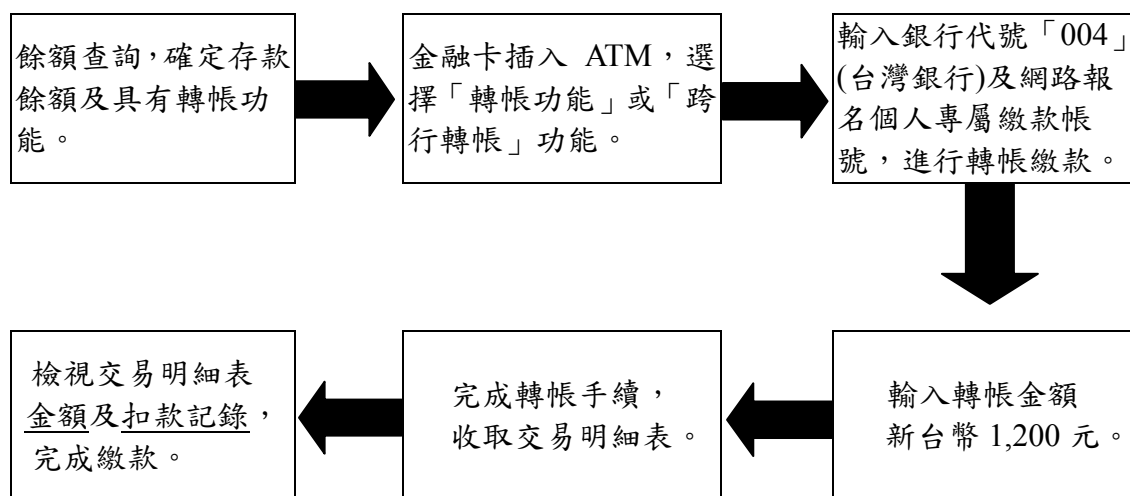 餘額查詢，確定存款
餘額及具有轉帳功
能。
金融卡插入 ATM，選
擇「轉帳功能」或「跨
行轉帳」功能。
輸入銀行代號「004」
(台灣銀行)及網路報
名個人專屬繳款帳
號，進行轉帳繳款。
輸入轉帳金額
新台幣 1,200 元。
完成轉帳手續，
收取交易明細表。
檢視交易明細表
金額及扣款記錄，
完成繳款。